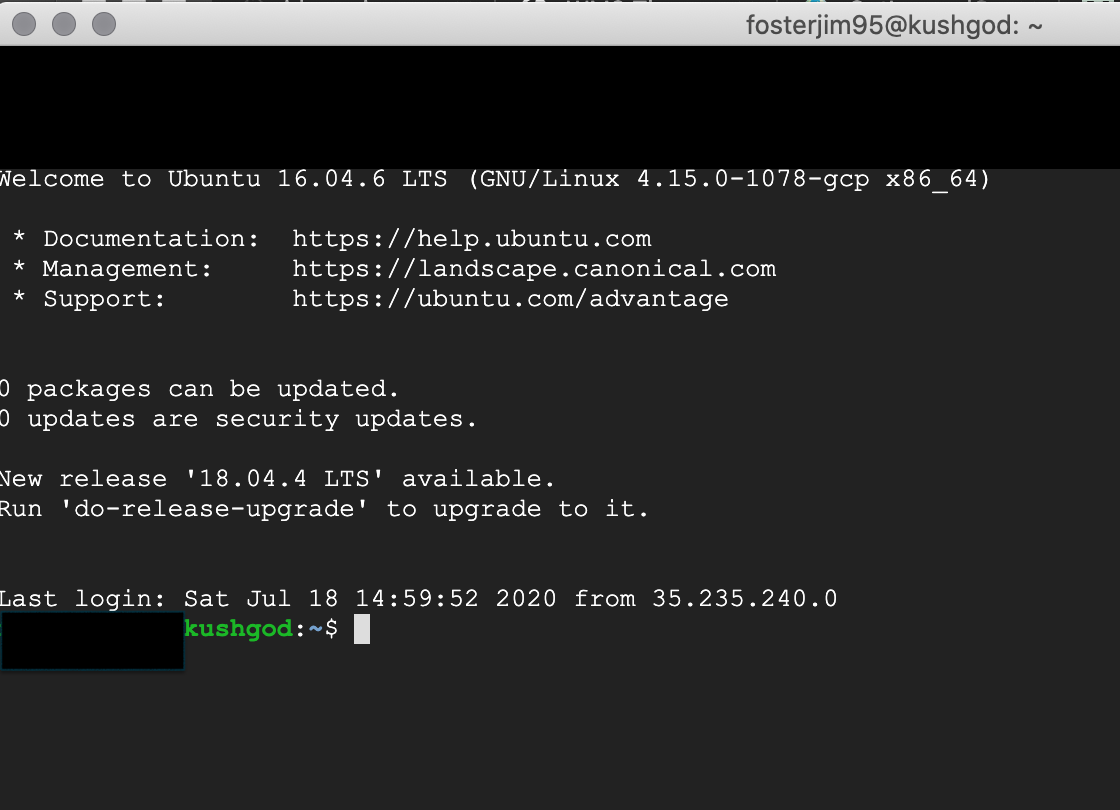 fosterjim95@kushgod: ~
Welcome to Ubuntu 16.04.6 LTS (GNU/Linux 4.15.0-1078-gcp x86_64)
* Documentation: https://help.ubuntu.com
* Management: https://landscape.canonical.com
* Support: https://ubuntu.com/advantage
0 packages can be updated.
0 updates are security updates.
New release '18.04.4 LTS' available.
Run 'do-release-upgrade' to upgrade to it.
Last login: Sat Jul 18 14:59:52 2020 from 35.235.240.0
kushgod:~$